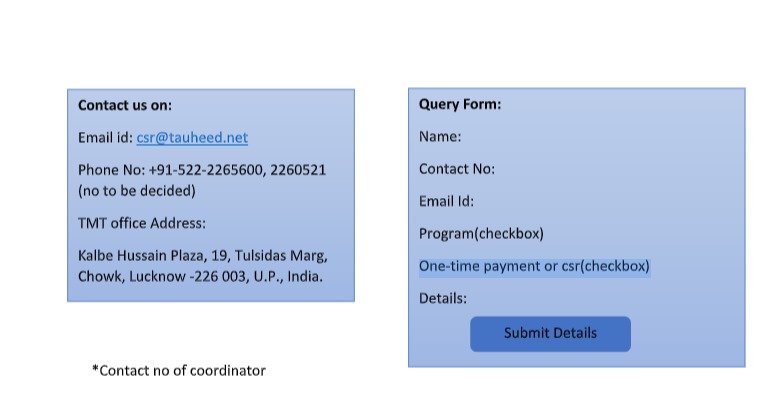 Contact us on:
Email id: csr@tauheed.net
Phone No: +91-522-2265600, 2260521
(no to be decided)
TMT office Address:
Kalbe Hussain Plaza, 19, Tulsidas Marg,
Chowk, Lucknow -226 003, U.P., India.
*Contact no of coordinator
Query Form:
Name:
Contact No:
Email Id:
Program(checkbox)
One-time payment or csr(checkbox)
Details:
Submit Details